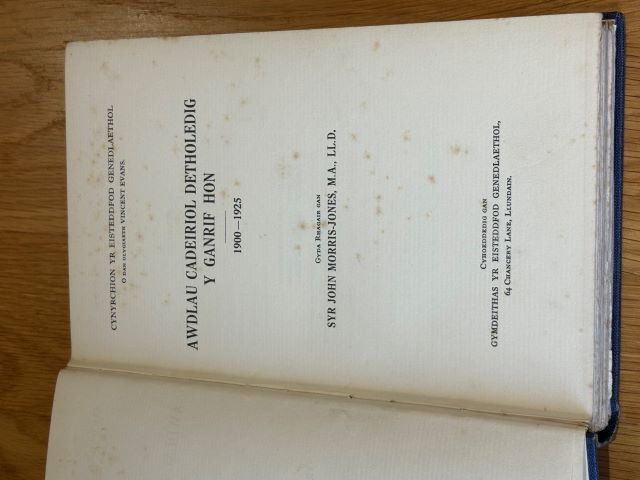 CYNYRCHION YR EISTEDDFOD GENEDLAETHOL
O DAN OLYGIAETH VINCENT EVANS.
AWDLAU CADEIRIOL DETHOLEDIG
Y GANRIF HON
1900—1925
GYDA RHAGAIR GAN
SYR JOHN MORRIS-JONES, M.A., LL.D.
CYHOEDDEDIG GAN
GYMDEITHAS YR EISTEDDFOD GENEDLAETHOL,
64 CHANCERY LANE, LLUNDAIN.